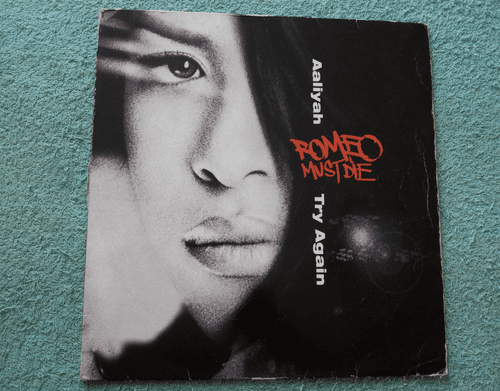 Aaliyah
ROMEO
MUST DIE
Try Again